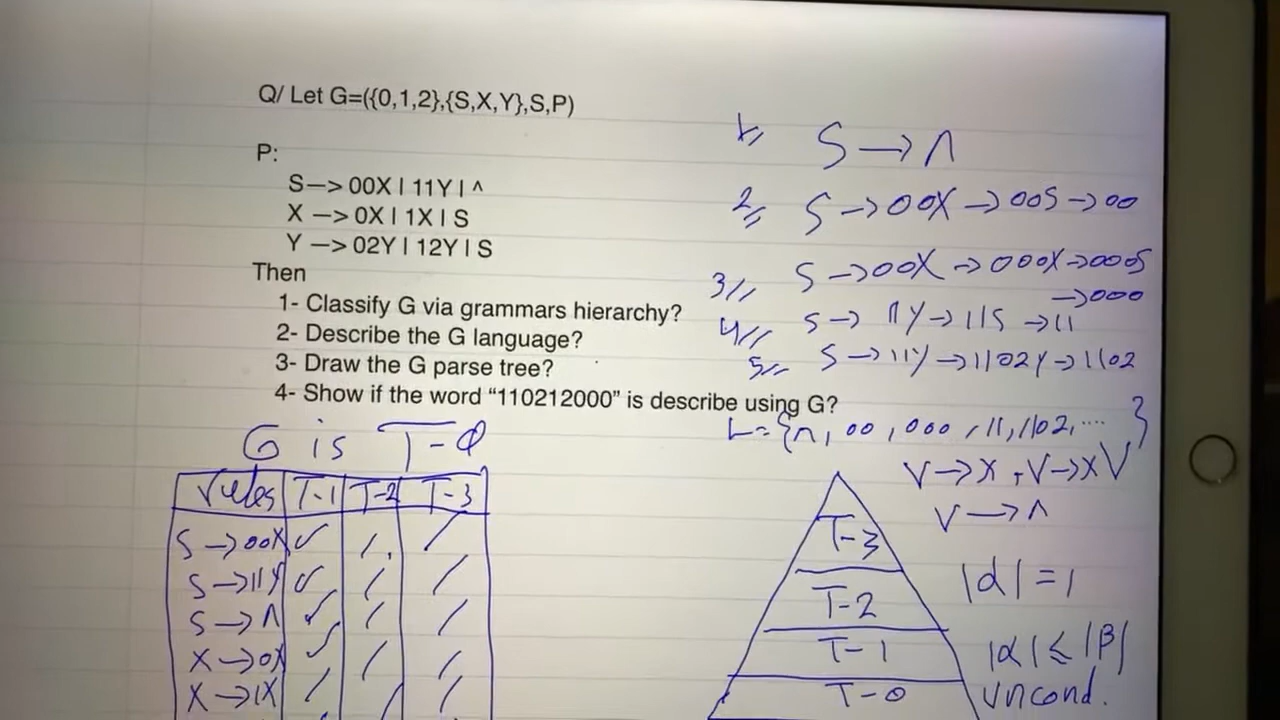 Q/ Let G=({0,1,2},{S,X,Y},S,P)
P:
S—> 00X | 11Y | ^
X —> 0X | 1X | S
Y —> 02Y | 12Y | S
Then
1- Classify G via grammars hierarchy?
2- Describe the G language?
3- Draw the G parse tree?
4- Show if the word “110212000” is describe using G?
1// S → Λ
2// S → 00X → 00S → 00
3// S → 00X → 000X → 000S
→ 000
4// S → 11Y → 11S → 11
5// S → 11Y → 1102Y → 1102
L = {Λ, 00, 000, 11, 1102, .... }
G is T-0
Rules T-1 T-2 T-3
S → 00X ✓ / /
S → 11Y ✓ / /
S → Λ ✓ / /
X → 0X ✓ / /
X → 1X / / /
V → X , V → X V
V → Λ
T-3
T-2
T-1
T-0
|α| = 1
|α| ≤ |β|
Uncond.